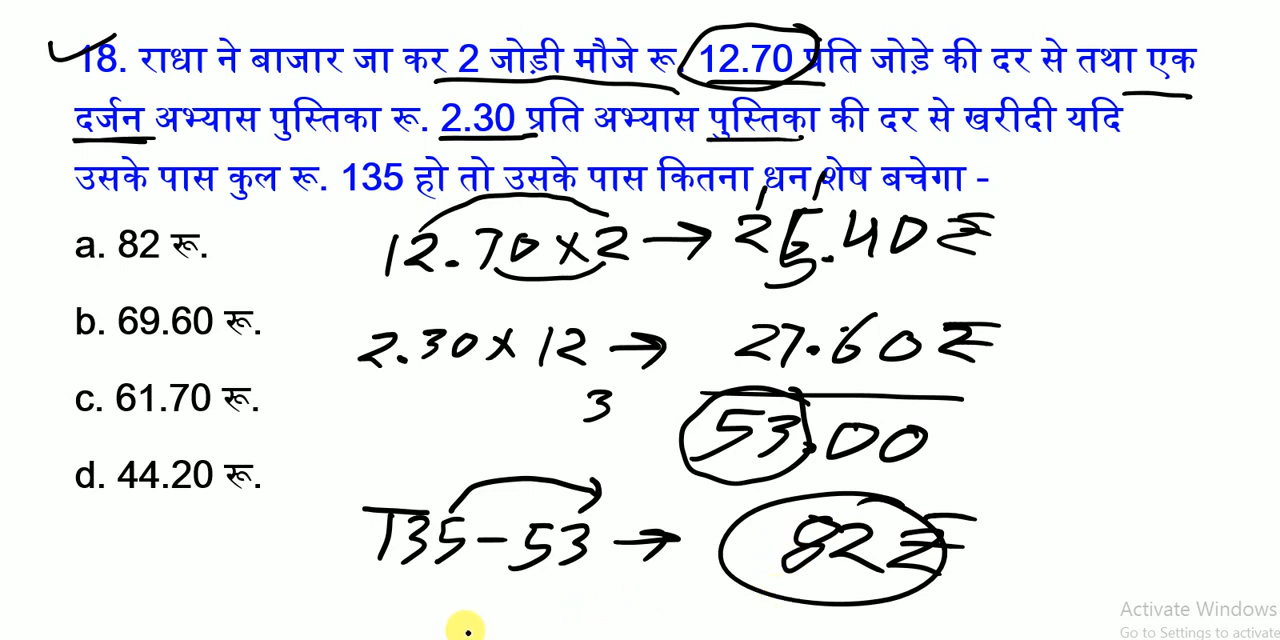 18. राधा ने बाजार जा कर 2 जोड़ी मौजे रू. 12.70 प्रति जोड़े की दर से तथा एक
दर्जन अभ्यास पुस्तिका रू. 2.30 प्रति अभ्यास पुस्तिका की दर से खरीदी यदि
उसके पास कुल रू. 135 हो तो उसके पास कितना धन शेष बचेगा -
a. 82 रू.
b. 69.60 रू.
c. 61.70 रू.
d. 44.20 रू.
12.70 × 2 → 25.40 ₹
2.30 × 12 → 27.60 ₹
3
53.00
135 - 53 → 82 ₹
Activate Windows
Go to Settings to activate